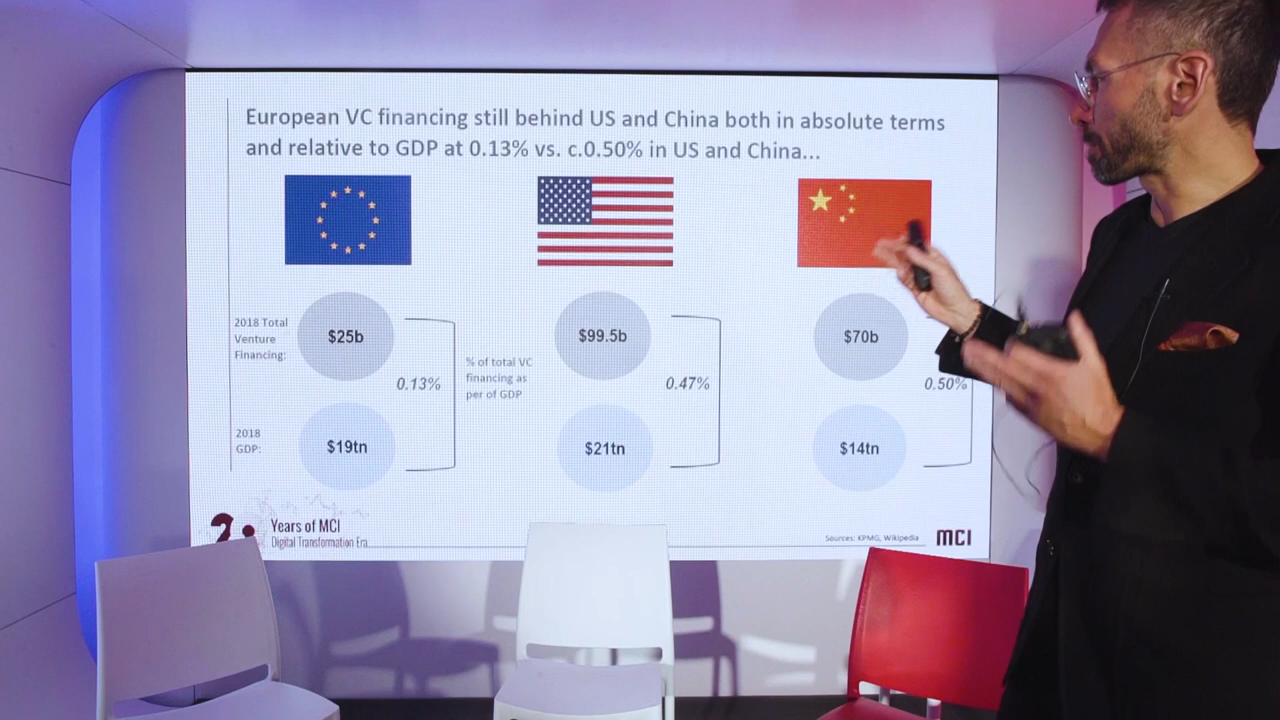 European VC financing still behind US and China both in absolute terms
and relative to GDP at 0.13% vs. c.0.50% in US and China...
2018 Total
Venture
Financing:
$25b
0.13%
% of total VC
financing as
per of GDP
$99.5b
0.47%
$70b
0.50%
2018
GDP:
$19tn
$21tn
$14tn
Years of MCI
Digital Transformation Era
Sources: KPMG, Wikipedia
MCI